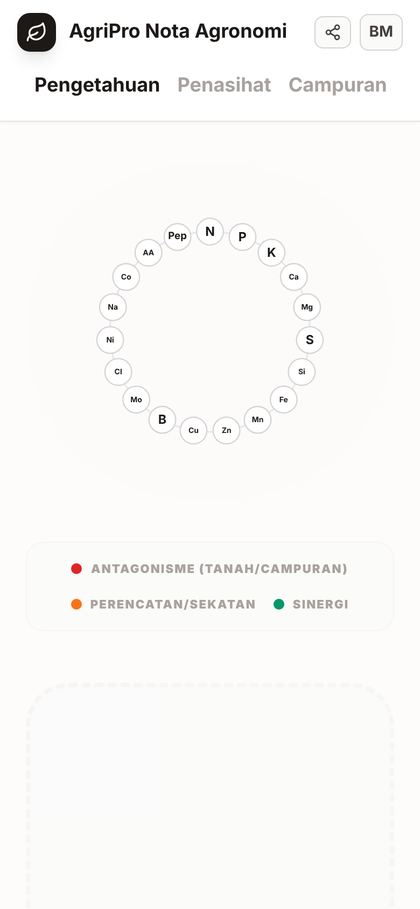 AgriPro Nota Agronomi
BM
Pengetahuan Penasihat Campuran
N
P
K
Ca
Mg
S
Si
Fe
Mn
Zn
Cu
B
Mo
Cl
Ni
Na
Co
AA
Pep
ANTAGONISME (TANAH/CAMPURAN)
PERENCATAN/SEKATAN SINERGI